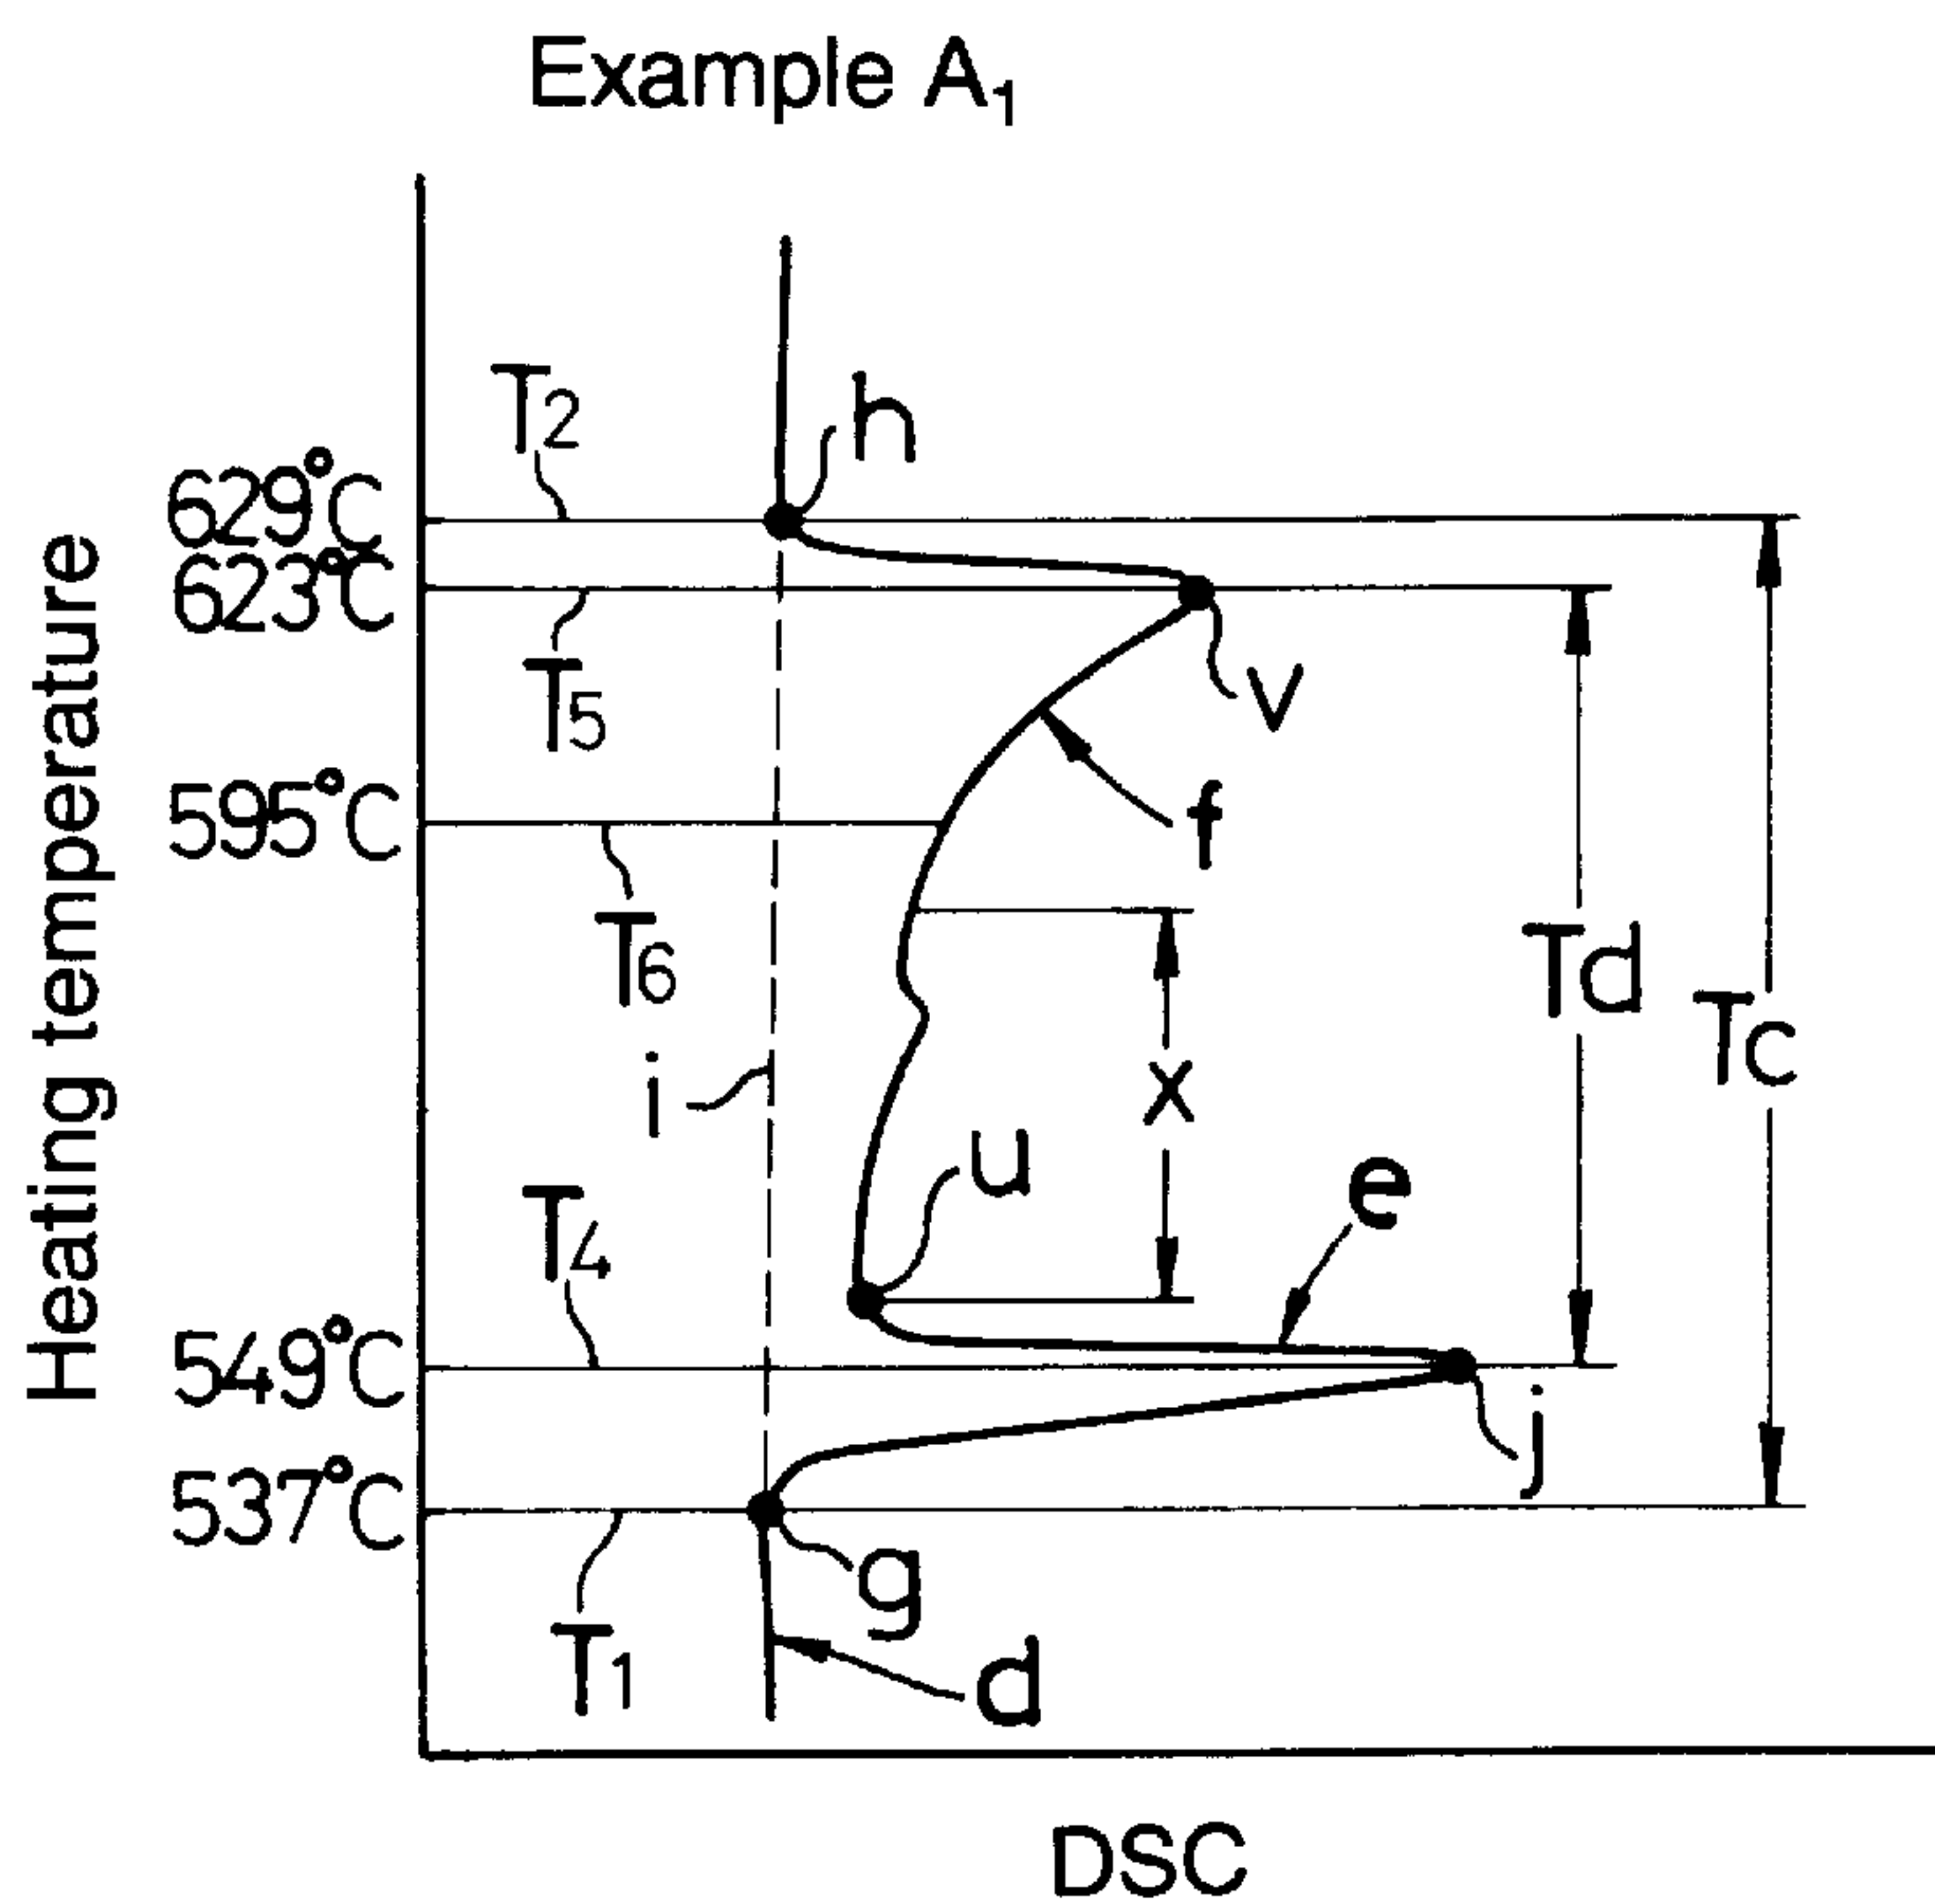 Example A1
T2
h
629°C
623°C
T5
v
595°C
f
T6
Td
Tc
i
x
u
e
T4
549°C
j
537°C
g
T1
d
Heating temperature
DSC